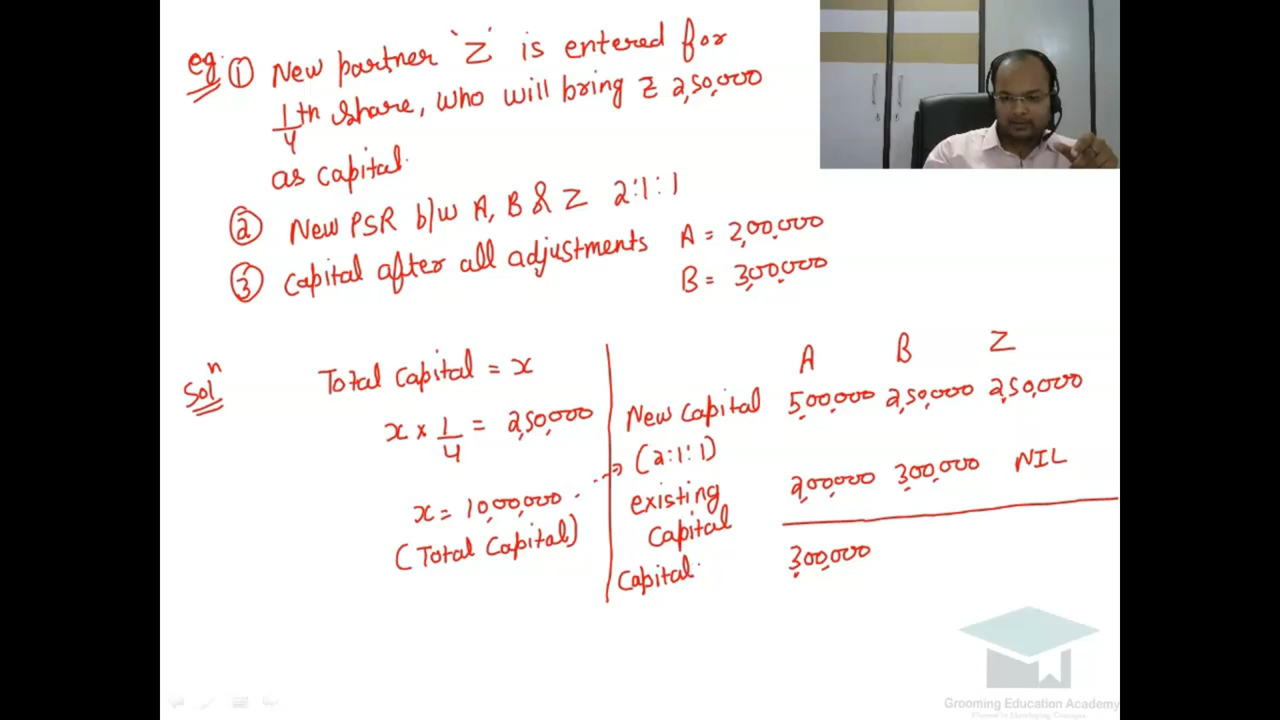 eg: ① New partner 'Z' is entered for
1/4 th share, who will bring Z 2,50,000
as capital.
② New PSR b/w A, B & Z 2:1:1
③ Capital after all adjustments A = 2,00,000
B = 3,00,000
Solⁿ
Total Capital = x
x × 1/4 = 2,50,000
x = 10,00,000
(Total Capital)
A B Z
New Capital 5,00,000 2,50,000 2,50,000
(2:1:1)
existing 2,00,000 3,00,000 NIL
capital
Capital 3,00,000
Grooming Education Academy